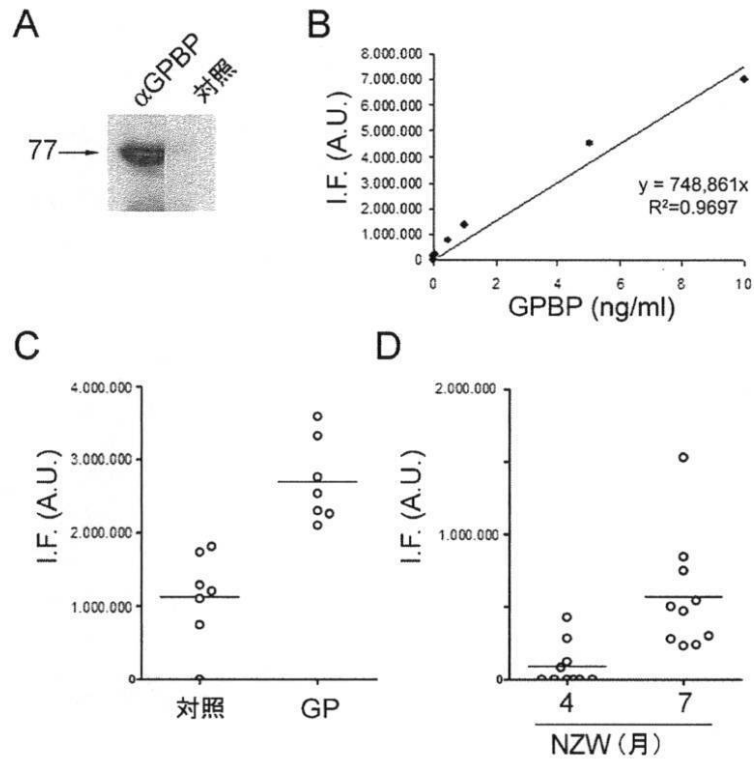 A
αGPBP
対照
77
B
I.F. (A.U.)
8.000.000
7.000.000
6.000.000
5.000.000
4.000.000
3.000.000
2.000.000
1.000.000
0
y = 748,861x
R²=0.9697
0 2 4 6 8 10
GPBP (ng/ml)
C
I.F. (A.U.)
4.000.000
3.000.000
2.000.000
1.000.000
0
対照 GP
D
I.F. (A.U.)
2.000.000
1.000.000
0
4 7
NZW (月)